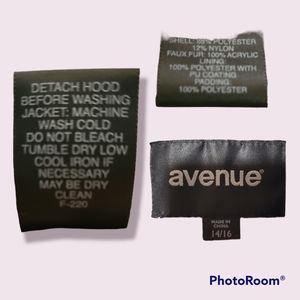 DETACH HOOD
BEFORE WASHING
JACKET: MACHINE
WASH COLD
DO NOT BLEACH
TUMBLE DRY LOW
COOL IRON IF
NECESSARY
MAY BE DRY
CLEAN
F-220
SHELL: 88% POLYESTER
12% NYLON
FAUX FUR: 100% ACRYLIC
LINING:
100% POLYESTER WITH
PU COATING
PADDING:
100% POLYESTER
avenue®
MADE IN
CHINA
14/16
PhotoRoom®